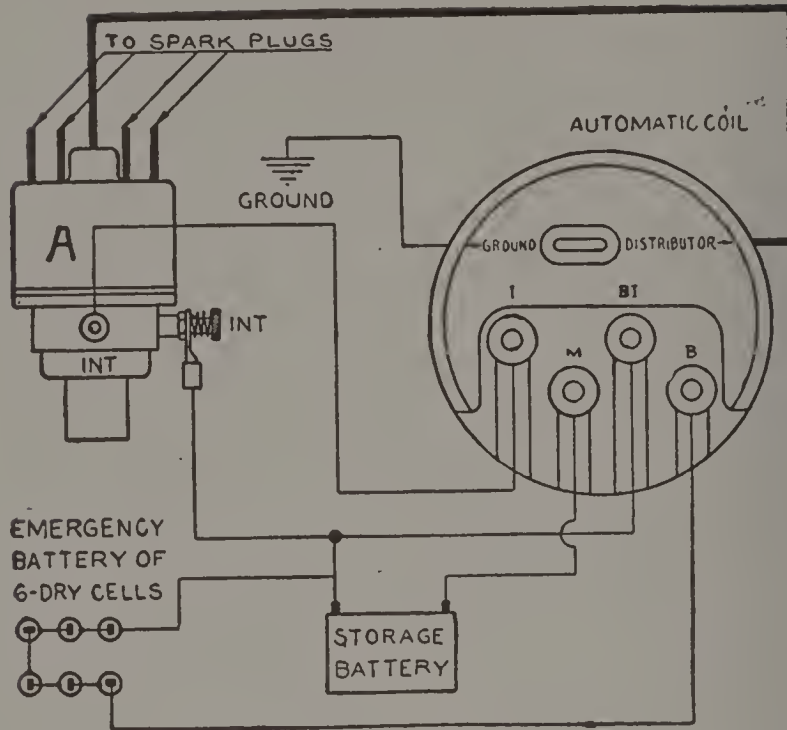 TO SPARK PLUGS
AUTOMATIC COIL
GROUND
A
GROUND
DISTRIBUTOR
I
BI
INT
M
B
INT
EMERGENCY
BATTERY OF
6-DRY CELLS
STORAGE
BATTERY